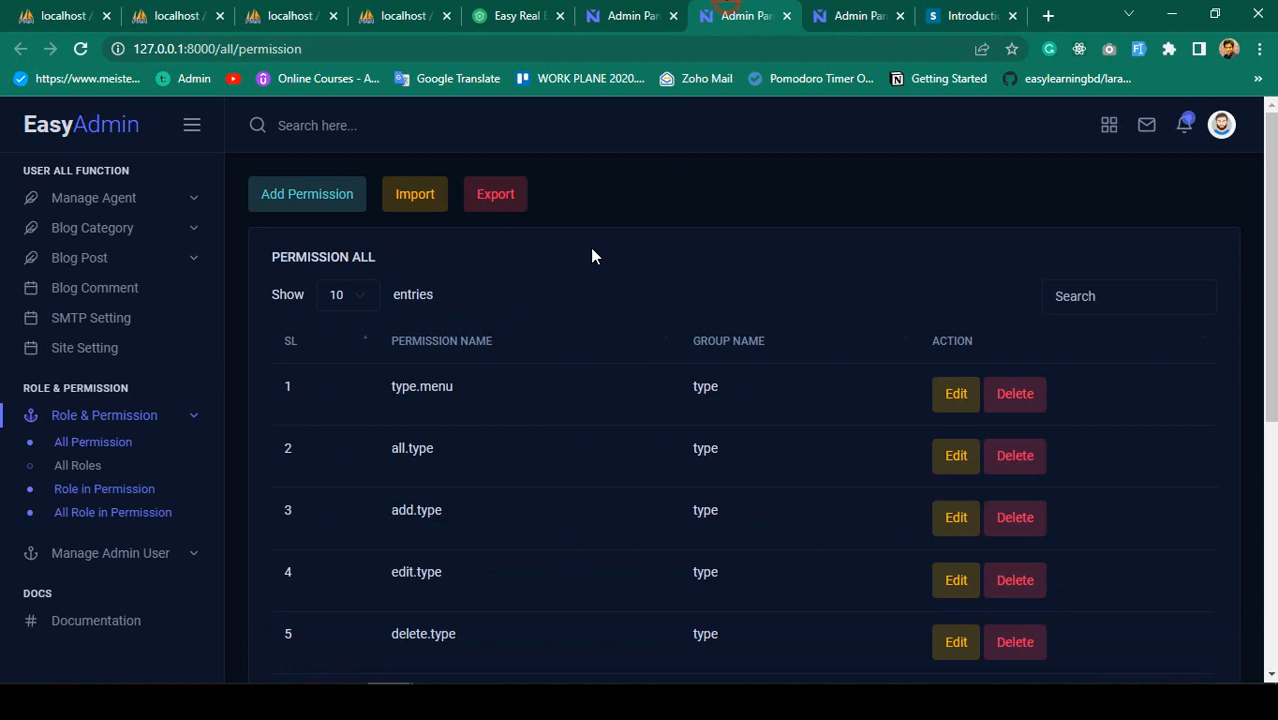 localhost /
localhost /
localhost /
localhost /
Easy Real E
Admin Pan
Admin Pan
Admin Pan
Introducti
127.0.0.1:8000/all/permission
https://www.meiste...
Admin
Online Courses - A...
Google Translate
WORK PLANE 2020....
Zoho Mail
Pomodoro Timer O...
Getting Started
easylearningbd/lara...
»
EasyAdmin
Search here...
USER ALL FUNCTION
Manage Agent
Blog Category
Blog Post
Blog Comment
SMTP Setting
Site Setting
ROLE & PERMISSION
Role & Permission
All Permission
All Roles
Role in Permission
All Role in Permission
Manage Admin User
DOCS
Documentation
Add Permission
Import
Export
PERMISSION ALL
Show 10 entries
Search
SL PERMISSION NAME GROUP NAME ACTION
1 type.menu type Edit Delete
2 all.type type Edit Delete
3 add.type type Edit Delete
4 edit.type type Edit Delete
5 delete.type type Edit Delete